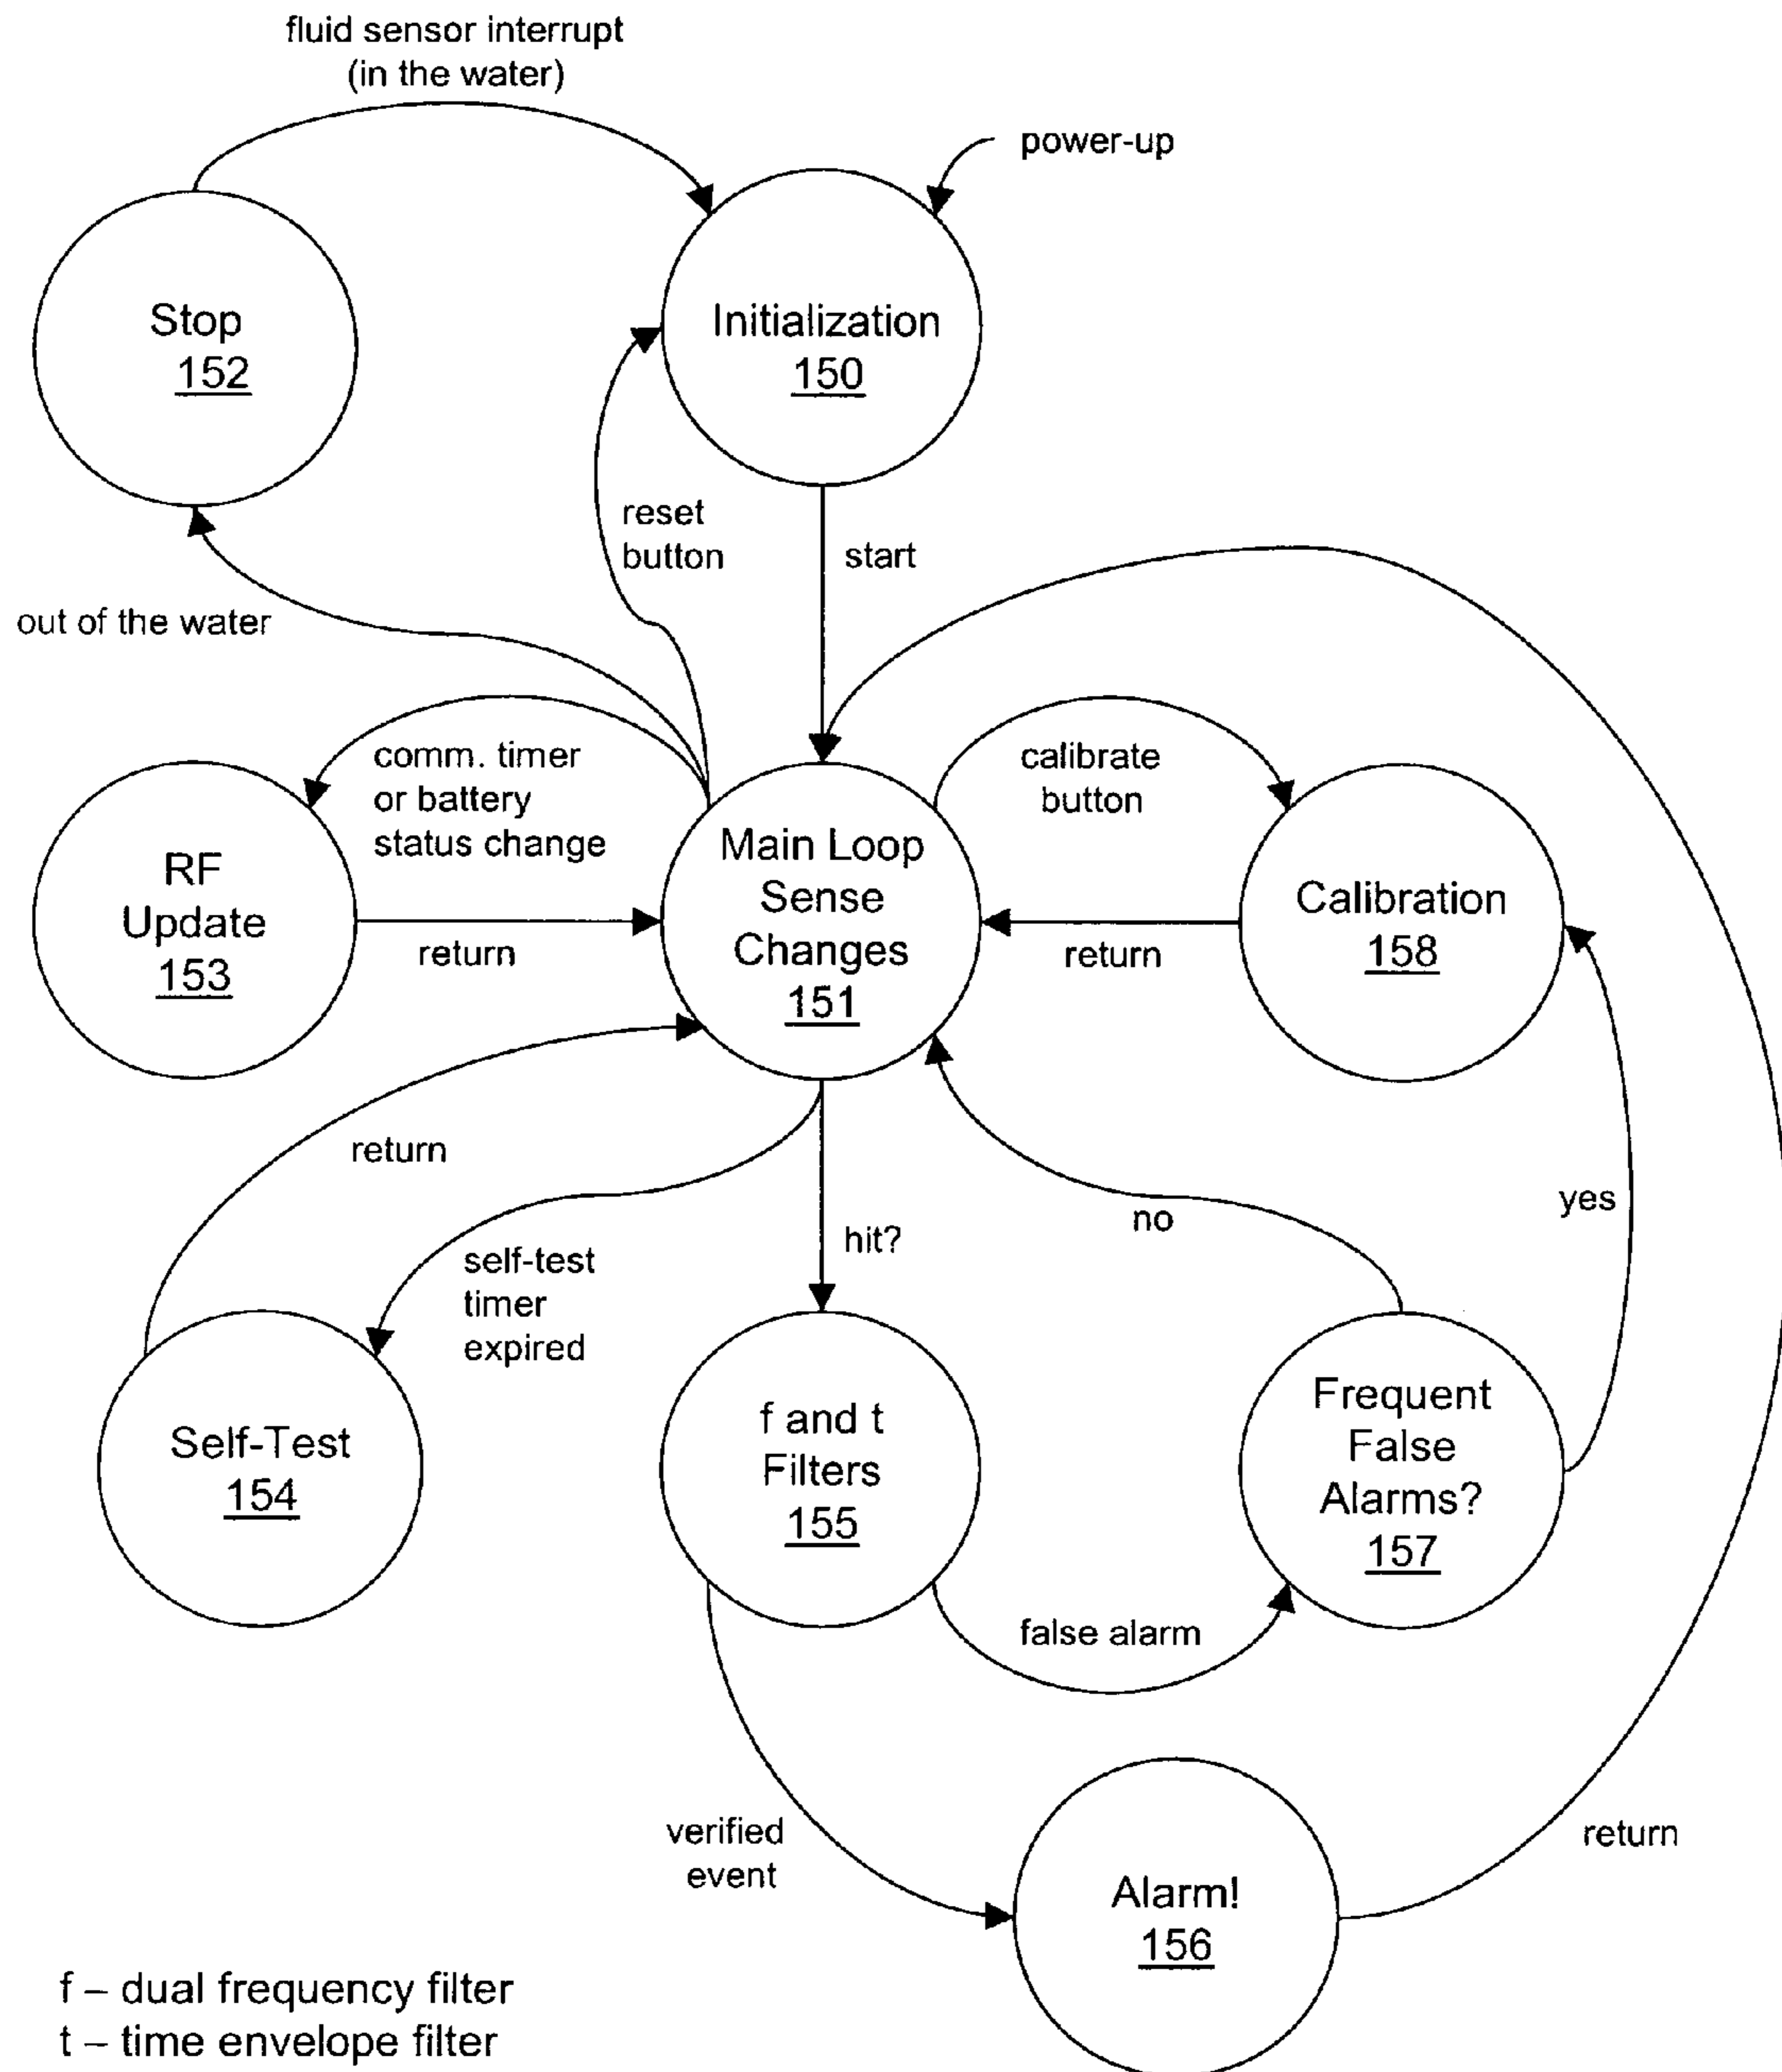 fluid sensor interrupt
(in the water)
power-up
Stop
152
Initialization
150
reset
button
start
out of the water
comm. timer
or battery
status change
calibrate
button
RF
Update
153
return
Main Loop
Sense
Changes
151
return
Calibration
158
return
self-test
timer
expired
hit?
no
yes
Self-Test
154
f and t
Filters
155
Frequent
False
Alarms?
157
false alarm
verified
event
Alarm!
156
return
f – dual frequency filter
t – time envelope filter